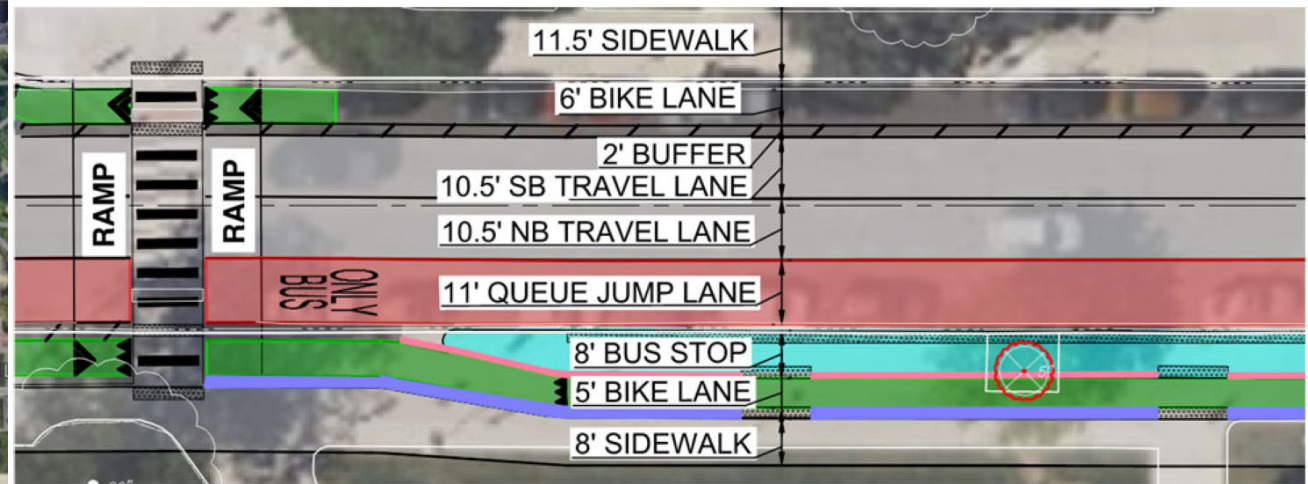 11.5' SIDEWALK
6' BIKE LANE
2' BUFFER
10.5' SB TRAVEL LANE
RAMP
RAMP
10.5' NB TRAVEL LANE
ONLY
BUS
11' QUEUE JUMP LANE
8' BUS STOP
5' BIKE LANE
8' SIDEWALK